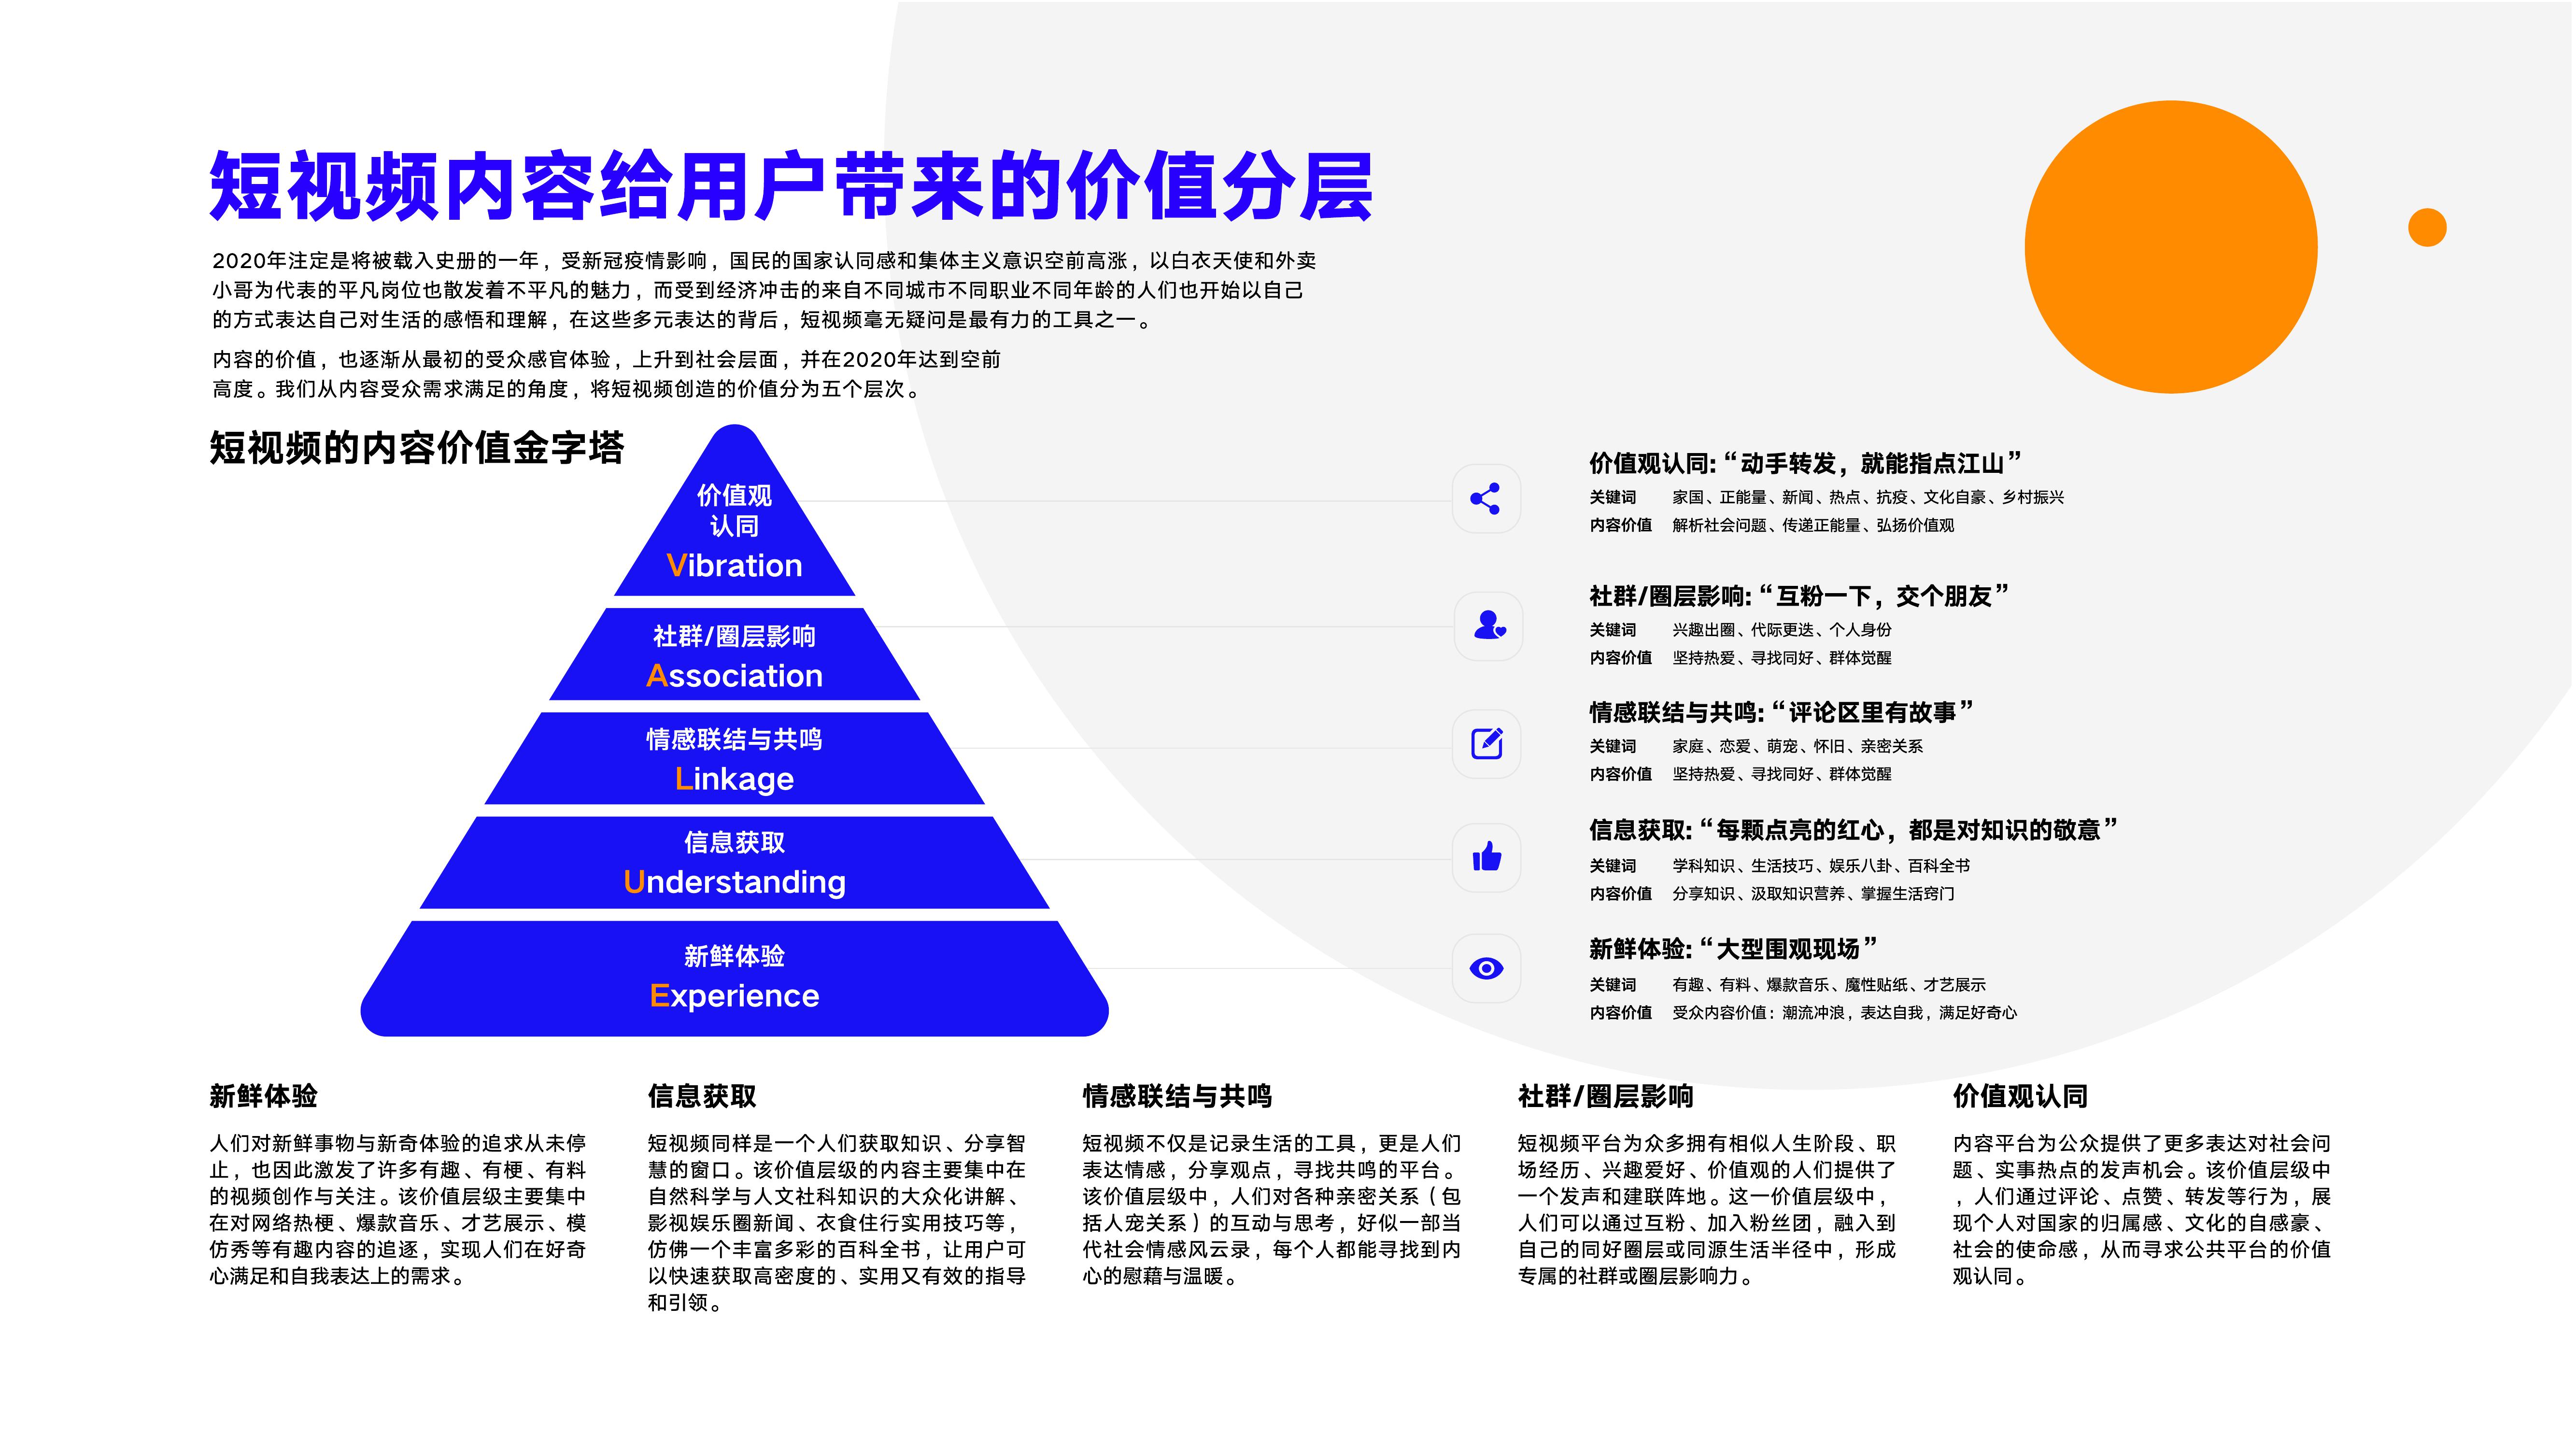 短视频内容给用户带来的价值分层
2020年注定是将被载入史册的一年，受新冠疫情影响，国民的国家认同感和集体主义意识空前高涨，以白衣天使和外卖
小哥为代表的平凡岗位也散发着不平凡的魅力，而受到经济冲击的来自不同城市不同职业不同年龄的人们也开始以自己
的方式表达自己对生活的感悟和理解，在这些多元表达的背后，短视频毫无疑问是最有力的工具之一。
内容的价值，也逐渐从最初的受众感官体验，上升到社会层面，并在2020年达到空前
高度。我们从内容受众需求满足的角度，将短视频创造的价值分为五个层次。
短视频的内容价值金字塔
价值观
认同
Vibration
社群/圈层影响
Association
情感联结与共鸣
Linkage
信息获取
Understanding
新鲜体验
Experience
价值观认同：“动手转发，就能指点江山”
关键词 家国、正能量、新闻、热点、抗疫、文化自豪、乡村振兴
内容价值 解析社会问题、传递正能量、弘扬价值观
社群/圈层影响：“互粉一下，交个朋友”
关键词 兴趣出圈、代际更迭、个人身份
内容价值 坚持热爱、寻找同好、群体觉醒
情感联结与共鸣：“评论区里有故事”
关键词 家庭、恋爱、萌宠、怀旧、亲密关系
内容价值 坚持热爱、寻找同好、群体觉醒
信息获取：“每颗点亮的红心，都是对知识的敬意”
关键词 学科知识、生活技巧、娱乐八卦、百科全书
内容价值 分享知识、汲取知识营养、掌握生活窍门
新鲜体验：“大型围观现场”
关键词 有趣、有料、爆款音乐、魔性贴纸、才艺展示
内容价值 受众内容价值：潮流冲浪，表达自我，满足好奇心
新鲜体验
人们对新鲜事物与新奇体验的追求从未停
止，也因此激发了许多有趣、有梗、有料
的视频创作与关注。该价值层级主要集中
在对网络热梗、爆款音乐、才艺展示、模
仿秀等有趣内容的追逐，实现人们在好奇
心满足和自我表达上的需求。
信息获取
短视频同样是一个人们获取知识、分享智
慧的窗口。该价值层级的内容主要集中在
自然科学与人文社科知识的大众化讲解、
影视娱乐圈新闻、衣食住行实用技巧等，
仿佛一个丰富多彩的百科全书，让用户可
以快速获取高密度的、实用又有效的指导
和引领。
情感联结与共鸣
短视频不仅是记录生活的工具，更是人们
表达情感，分享观点，寻找共鸣的平台。
该价值层级中，人们对各种亲密关系（包
括人宠关系）的互动与思考，好似一部当
代社会情感风云录，每个人都能寻找到内
心的慰藉与温暖。
社群/圈层影响
短视频平台为众多拥有相似人生阶段、职
场经历、兴趣爱好、价值观的人们提供了
一个发声和建联阵地。这一价值层级中，
人们可以通过互粉、加入粉丝团，融入到
自己的同好圈层或同源生活半径中，形成
专属的社群或圈层影响力。
价值观认同
内容平台为公众提供了更多表达对社会问
题、实事热点的发声机会。该价值层级中
，人们通过评论、点赞、转发等行为，展
现个人对国家的归属感、文化的自感豪、
社会的使命感，从而寻求公共平台的价值
观认同。